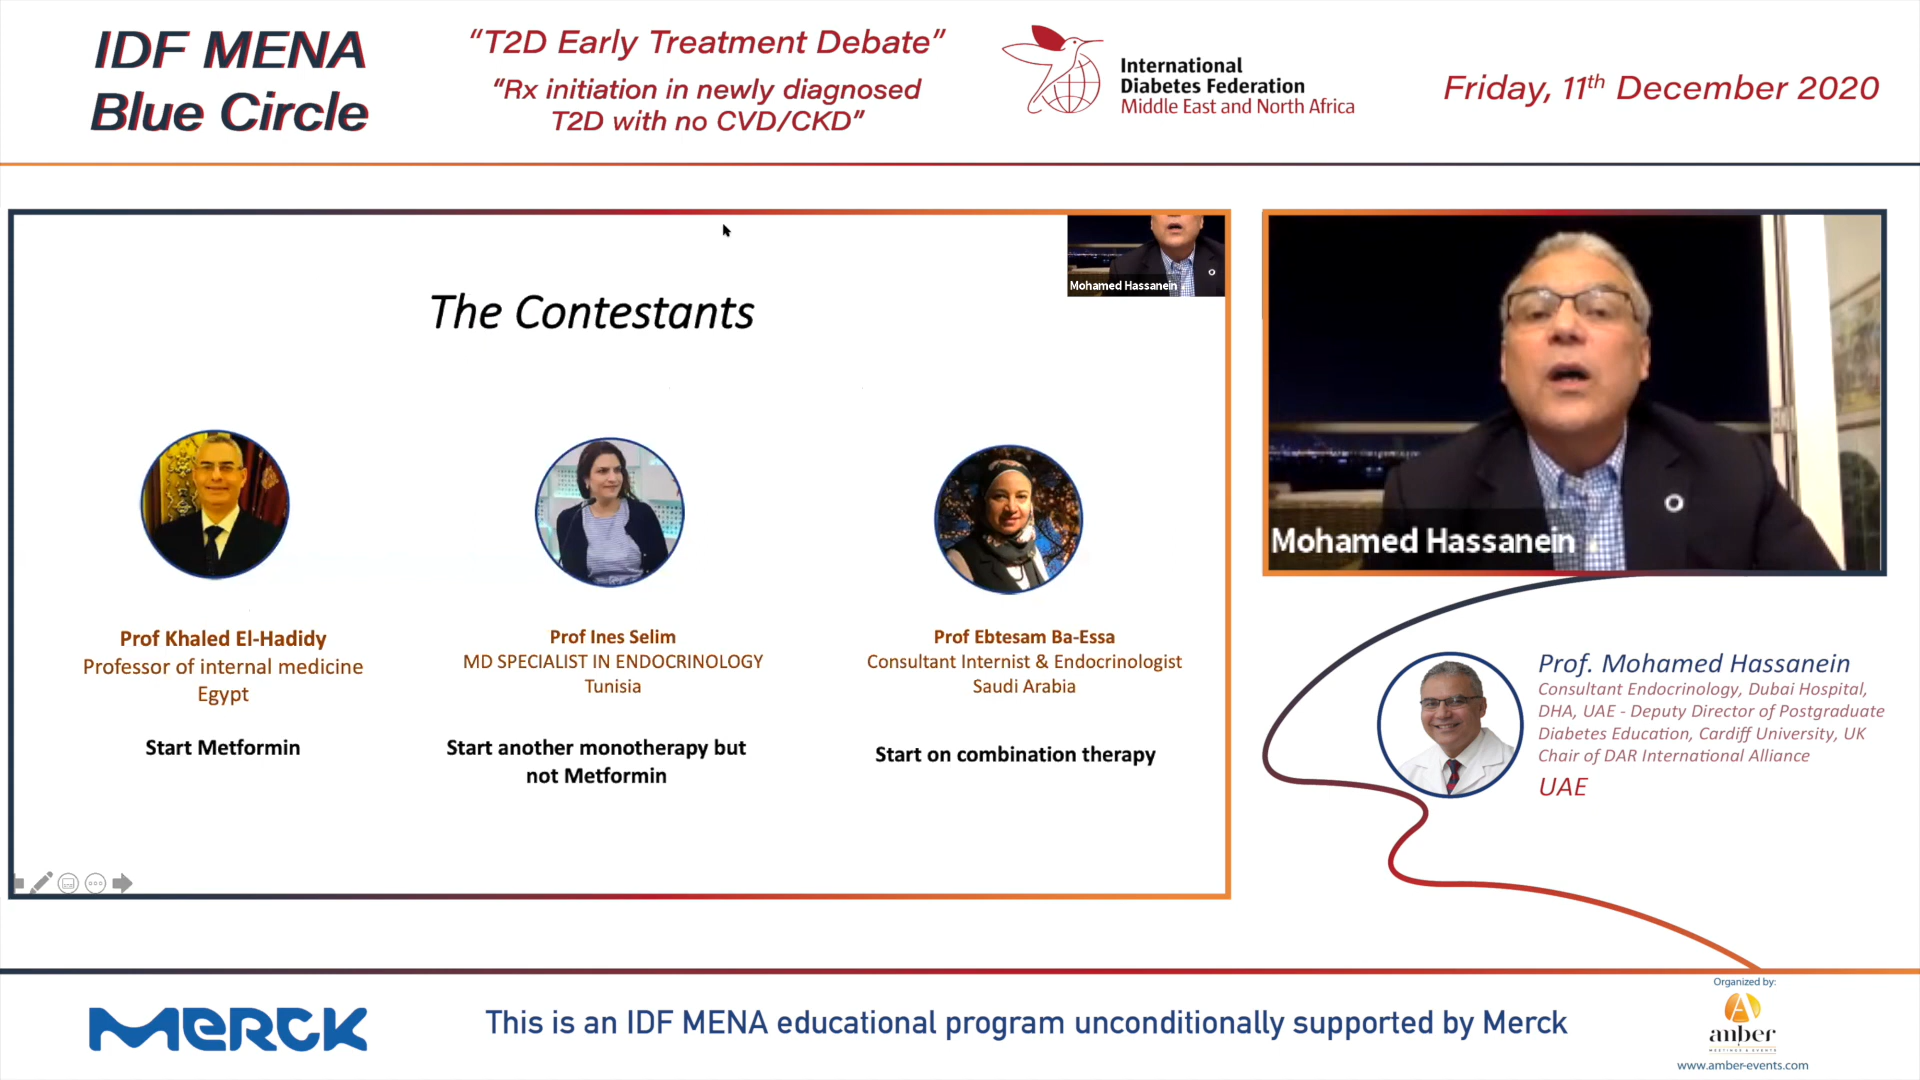 IDF MENA
Blue Circle
“T2D Early Treatment Debate”
“Rx initiation in newly diagnosed
T2D with no CVD/CKD”
International
Diabetes Federation
Middle East and North Africa
Friday, 11th December 2020
The Contestants
Mohamed Hassanein
Prof Khaled El-Hadidy
Professor of internal medicine
Egypt
Start Metformin
Prof Ines Selim
MD SPECIALIST IN ENDOCRINOLOGY
Tunisia
Start another monotherapy but
not Metformin
Prof Ebtesam Ba-Essa
Consultant Internist & Endocrinologist
Saudi Arabia
Start on combination therapy
Mohamed Hassanein
Prof. Mohamed Hassanein
Consultant Endocrinology, Dubai Hospital,
DHA, UAE - Deputy Director of Postgraduate
Diabetes Education, Cardiff University, UK
Chair of DAR International Alliance
UAE
MERCK
This is an IDF MENA educational program unconditionally supported by Merck
Organized by:
amber
MEETINGS & EVENTS
www.amber-events.com